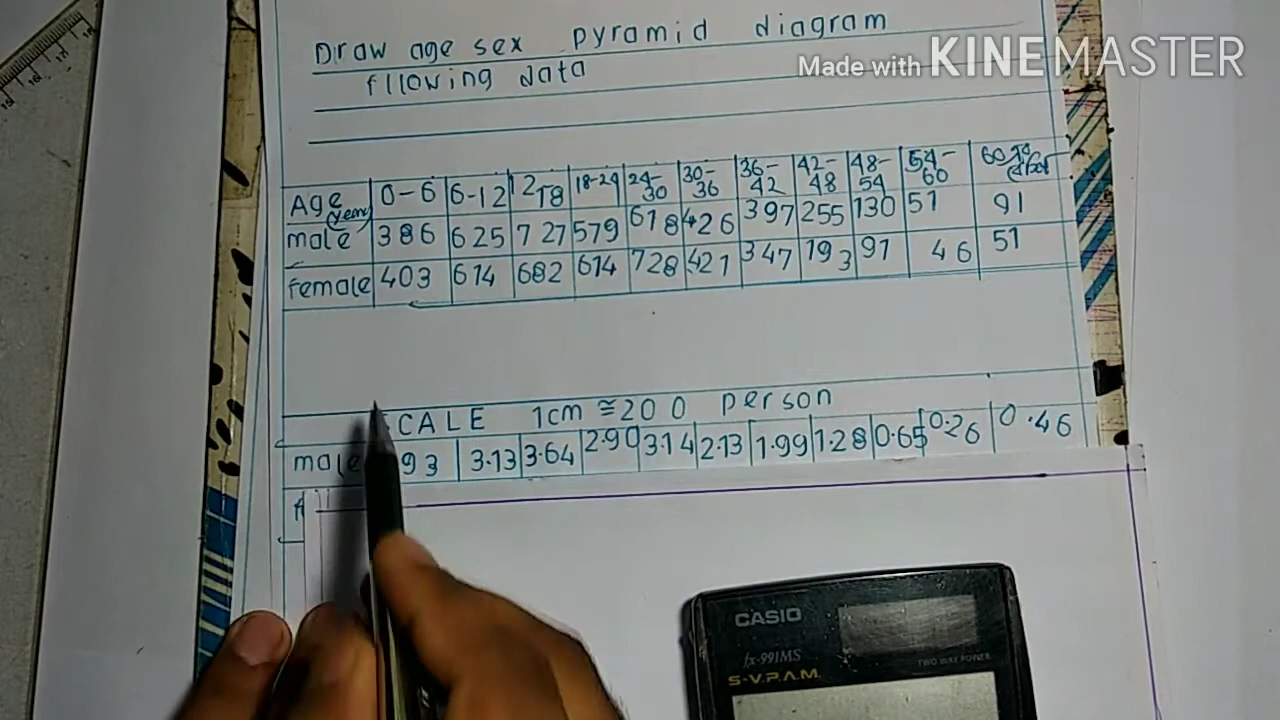 Made with KINEMASTER
Draw age sex pyramid diagram
fllowing data
Age (year) 0-6 6-12 12-18 18-24 24-30 30-36 36-42 42-48 48-54 54-60 60
male 386 625 727 579 618 426 397 255 130 51 91
female 403 614 682 614 728 421 347 193 91 46 51
CALE 1cm ≅ 200 person
male 93 3.13 3.64 2.90 3.14 2.13 1.99 1.28 0.65 0.26 0.46
CASIO
fx-991MS
TWO WAY POWER
S-V.P.A.M.